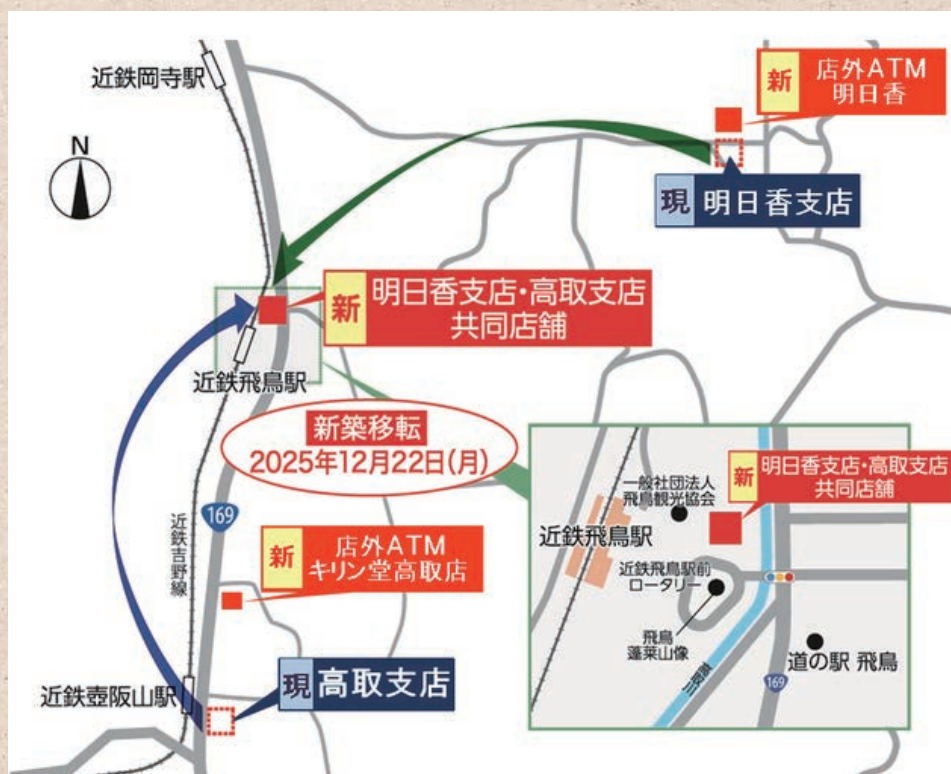 近鉄岡寺駅
N
新
店外ATM
明日香
現
明日香支店
新
明日香支店・高取支店
共同店舗
近鉄飛鳥駅
新築移転
2025年12月22日(月)
169
近鉄吉野線
新
店外ATM
キリン堂高取店
近鉄壺阪山駅
現
高取支店
新
明日香支店・高取支店
共同店舗
一般社団法人
飛鳥観光協会
近鉄飛鳥駅
近鉄飛鳥駅前
ロータリー
飛鳥
蓬莱山像
高取川
169
道の駅 飛鳥